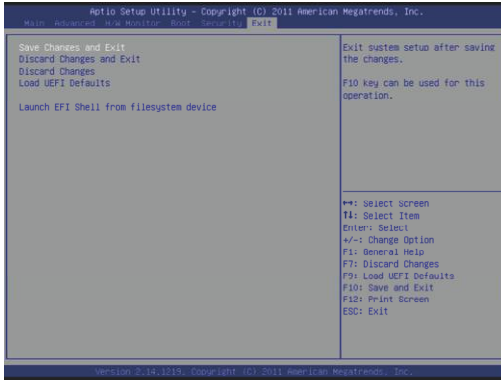 Aptio Setup Utility – Copyright (C) 2011 American Megatrends, Inc.
Main Advanced H/W Monitor Boot Security Exit
Save Changes and Exit
Discard Changes and Exit
Discard Changes
Load UEFI Defaults
Launch EFI Shell from filesystem device
Exit system setup after saving
the changes.
F10 key can be used for this
operation.
↔: Select Screen
↑↓: Select Item
Enter: Select
+/-: Change Option
F1: General Help
F7: Discard Changes
F9: Load UEFI Defaults
F10: Save and Exit
F12: Print Screen
ESC: Exit
Version 2.14.1219. Copyright (C) 2011 American Megatrends, Inc.